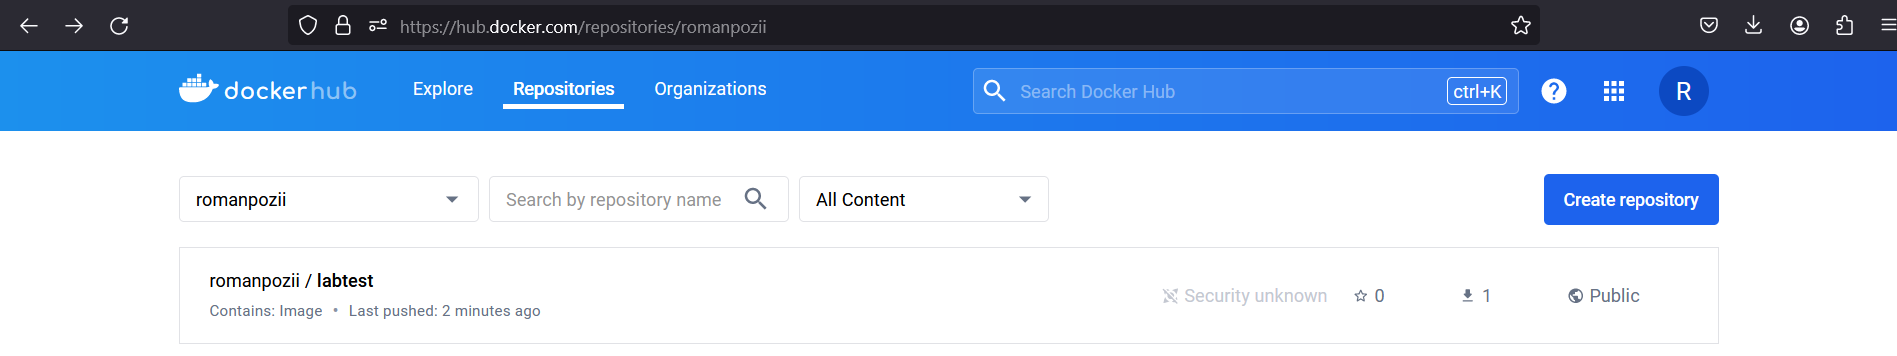 https://hub.docker.com/repositories/romanpozii
docker hub Explore Repositories Organizations Search Docker Hub ctrl+K ? R
romanpozii Search by repository name All Content Create repository
romanpozii / labtest
Security unknown 0 1 Public
Contains: Image • Last pushed: 2 minutes ago